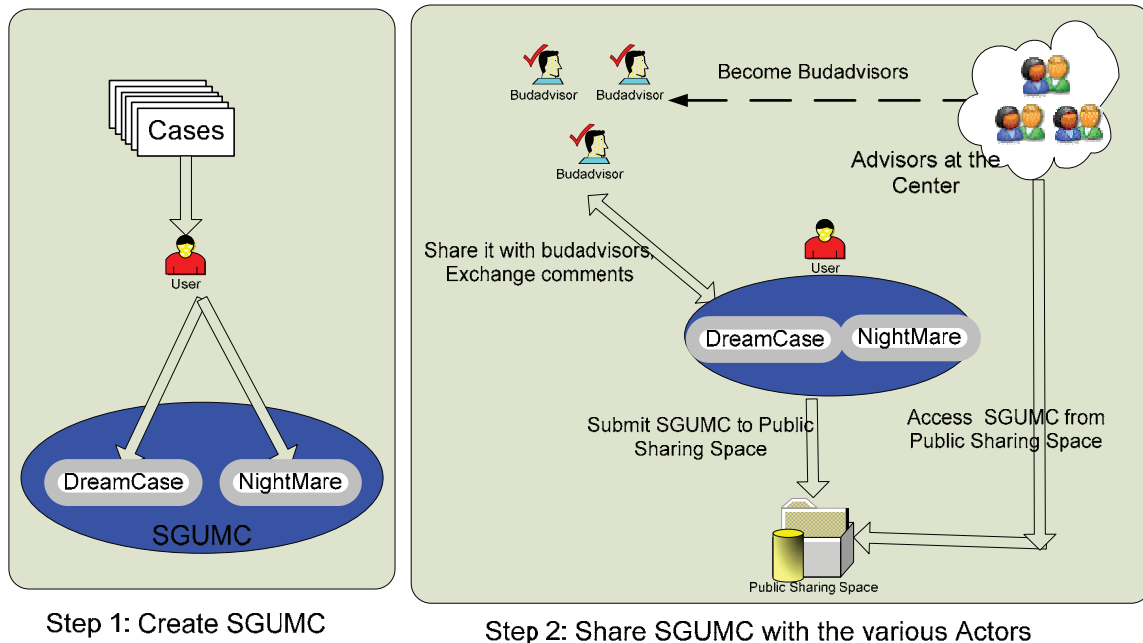 Cases
User
DreamCase
NightMare
SGUMC
Step 1: Create SGUMC
Budadvisor
Budadvisor
Budadvisor
Become Budadvisors
Advisors at the
Center
Share it with budadvisors,
Exchange comments
User
DreamCase
NightMare
Submit SGUMC to Public
Sharing Space
Access SGUMC from
Public Sharing Space
Public Sharing Space
Step 2: Share SGUMC with the various Actors